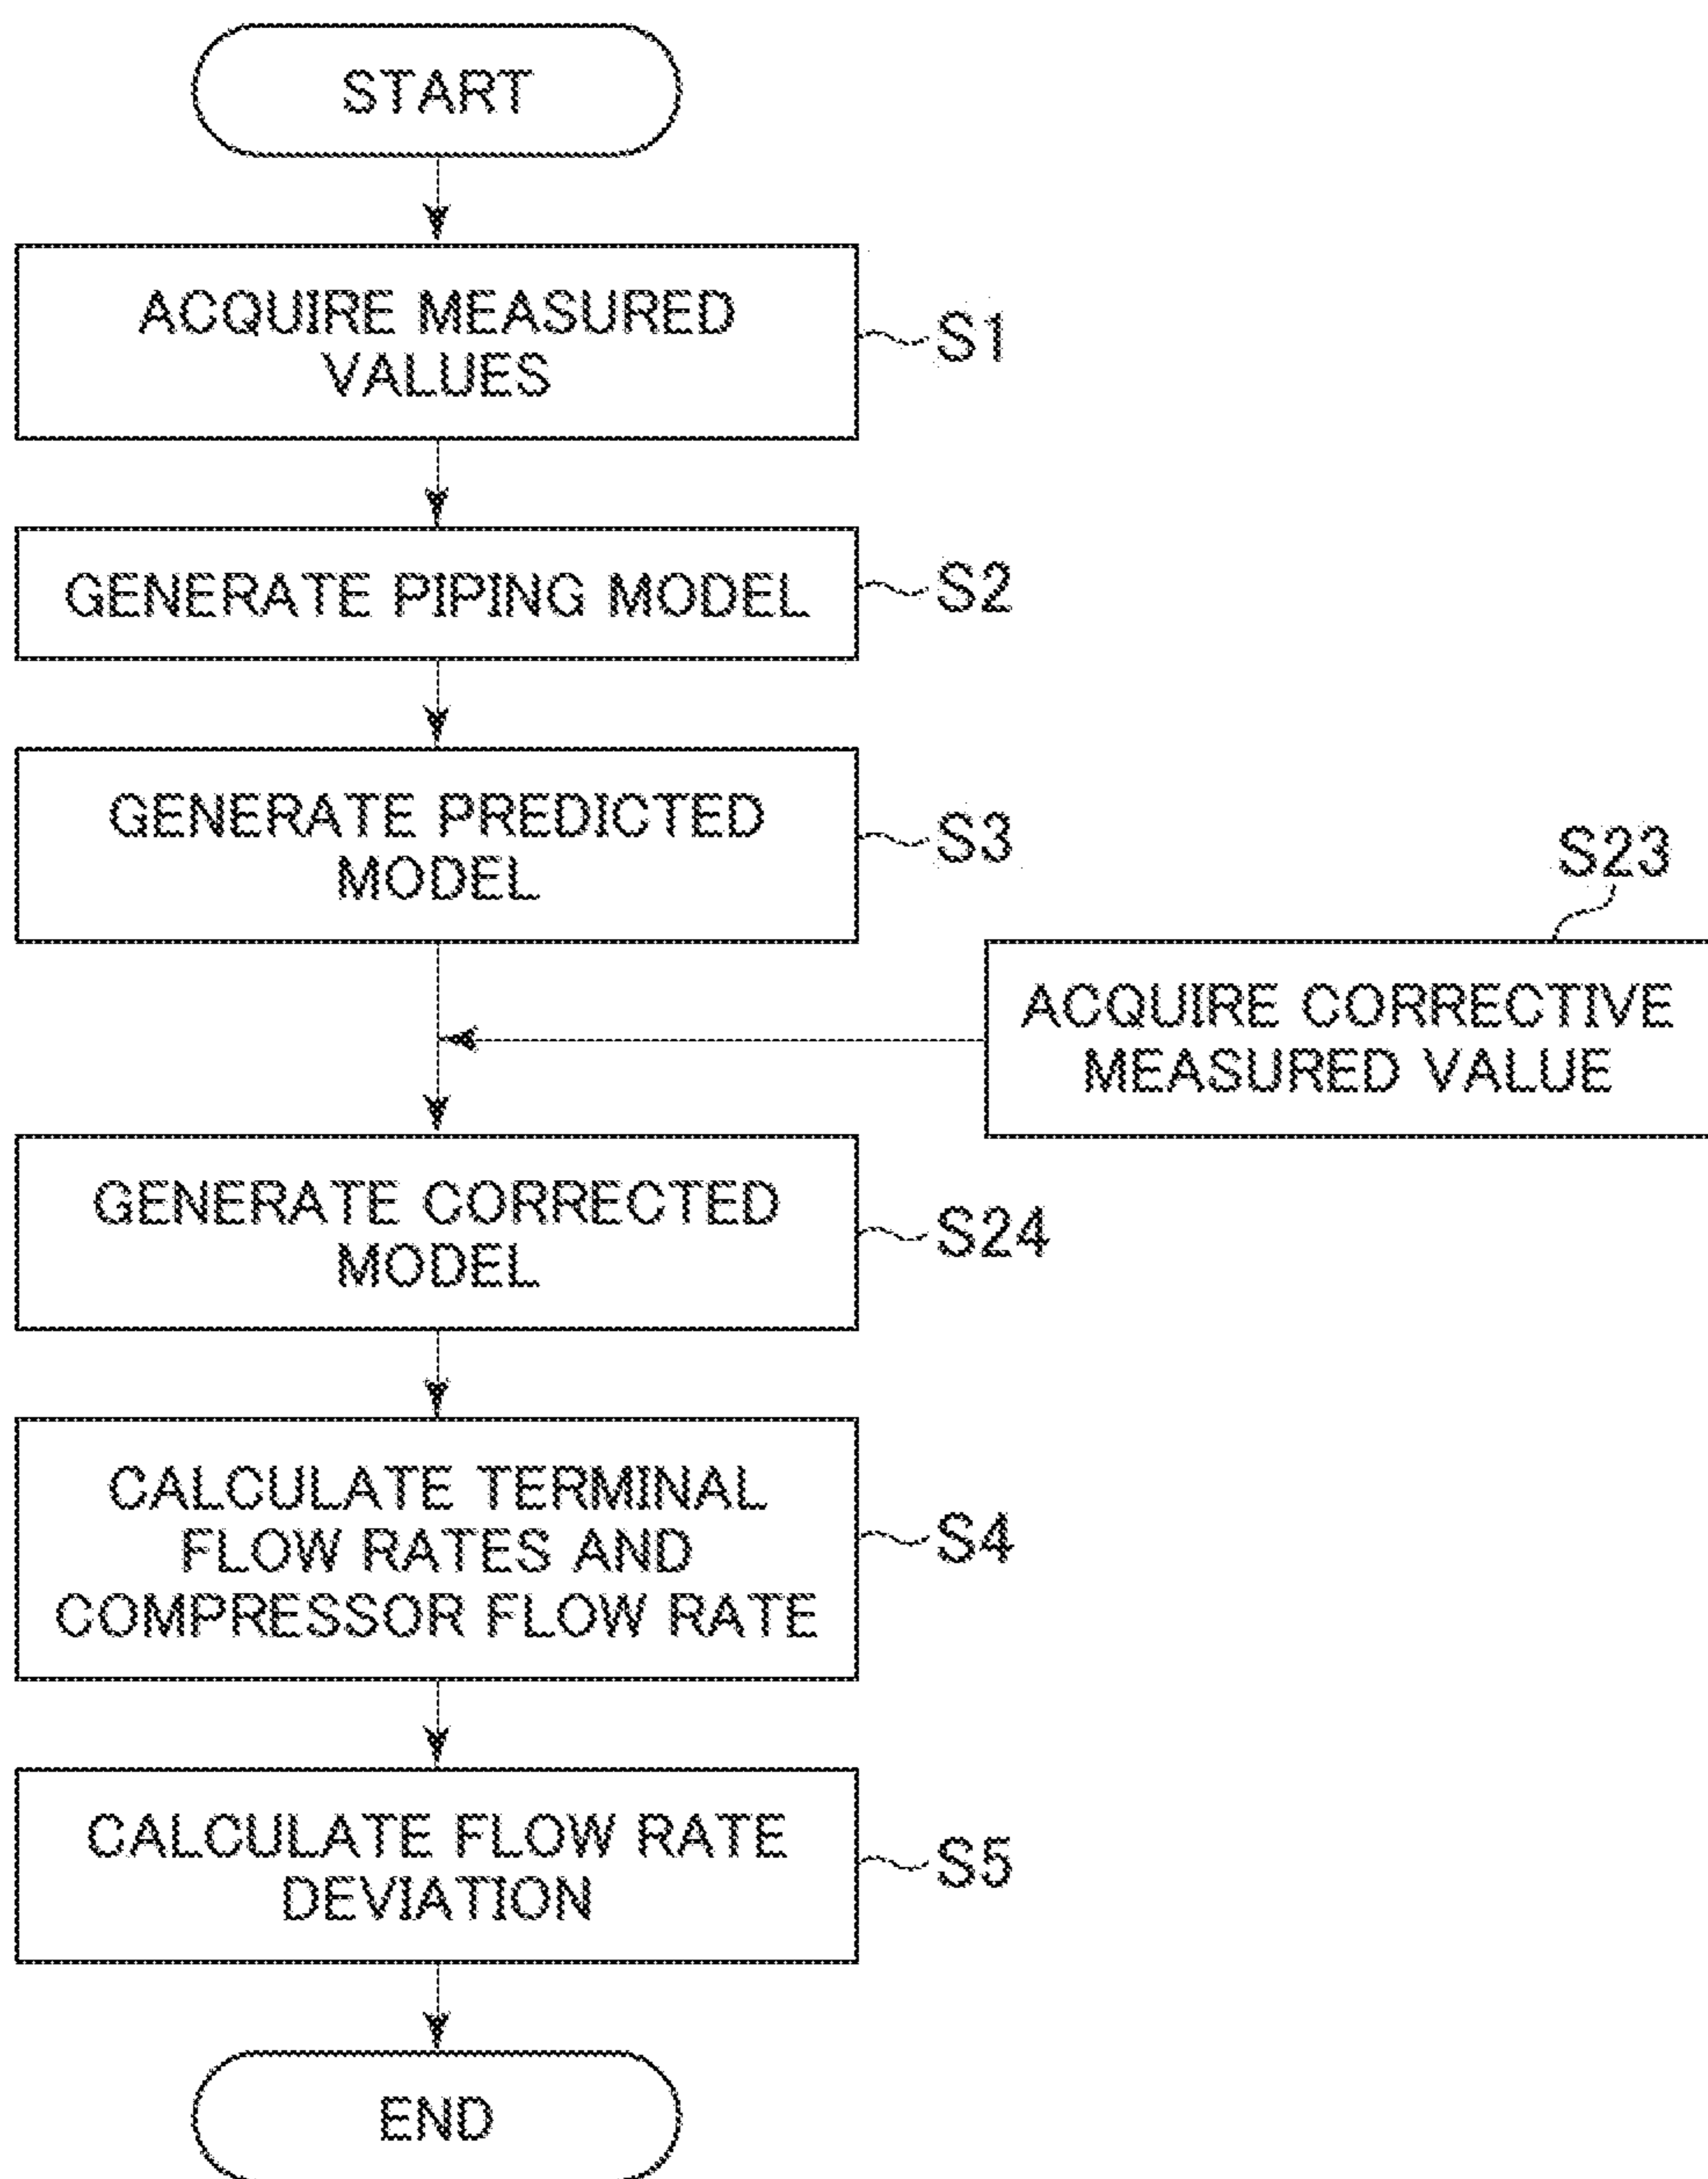 START
ACQUIRE MEASURED
VALUES
S1
GENERATE PIPING MODEL
S2
GENERATE PREDICTED
MODEL
S3
S23
ACQUIRE CORRECTIVE
MEASURED VALUE
GENERATE CORRECTED
MODEL
S24
CALCULATE TERMINAL
FLOW RATES AND
COMPRESSOR FLOW RATE
S4
CALCULATE FLOW RATE
DEVIATION
S5
END